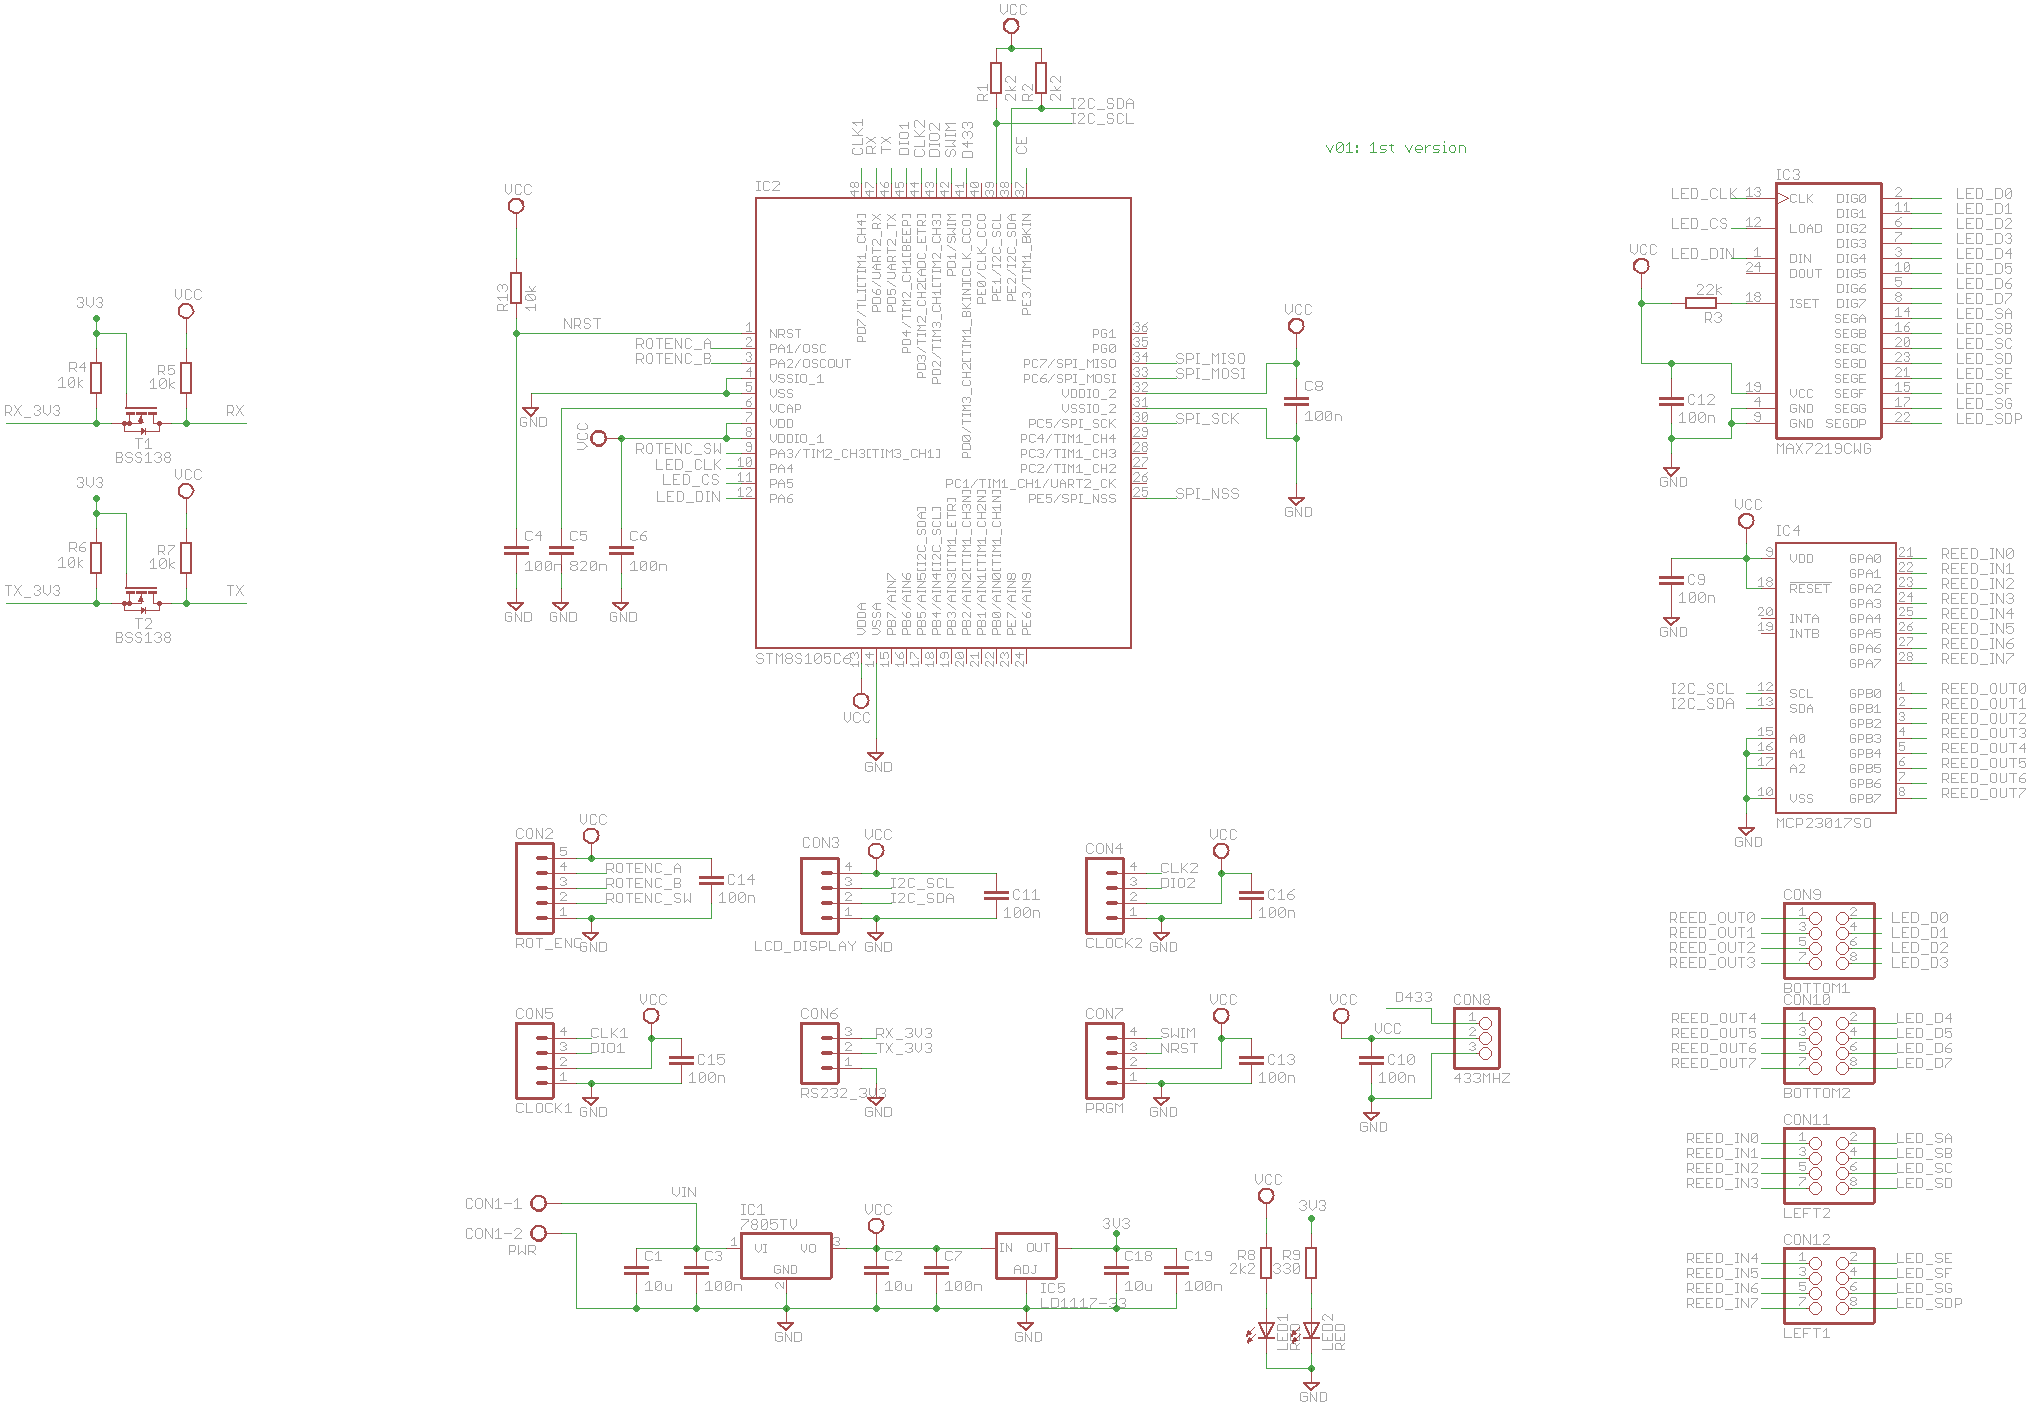 v01: 1st version
3V3
VCC
R4
10k
R5
10k
RX_3V3
RX
T1
BSS138
3V3
VCC
R6
10k
R7
10k
TX_3V3
TX
T2
BSS138
VCC
R13
10k
NRST
ROTENC_A
ROTENC_B
GND
VCC
ROTENC_SW
LED_CLK
LED_CS
LED_DIN
C4
100n
C5
820n
C6
100n
GND
GND
GND
VCC
R1
2k2
R2
2k2
I2C_SDA
I2C_SCL
CLK1
RX
TX
DIO1
CLK2
DIO2
SWIM
D433
CE
IC2
48
47
46
45
44
43
42
41
40
39
38
37
PD7/TLI[TIM1_CH4]
PD6/UART2_RX
PD5/UART2_TX
PD4/TIM2_CH1[BEEP]
PD3/TIM2_CH2[ADC_ETR]
PD2/TIM3_CH1[TIM2_CH3]
PD1/SWIM
PD0/TIM3_CH2[TIM1_BKIN][CLK_CCO]
PE0/CLK_CCO
PE1/I2C_SCL
PE2/I2C_SDA
PE3/TIM1_BKIN
1 NRST
2 PA1/OSC
3 PA2/OSCOUT
4 VSSIO_1
5 VSS
6 VCAP
7 VDD
8 VDDIO_1
9 PA3/TIM2_CH3[TIM3_CH1]
10 PA4
11 PA5
12 PA6
PG1 36
PG0 35
PC7/SPI_MISO 34 SPI_MISO
PC6/SPI_MOSI 33 SPI_MOSI
VDDIO_2 32
VSSIO_2 31
PC5/SPI_SCK 30 SPI_SCK
PC4/TIM1_CH4 29
PC3/TIM1_CH3 28
PC2/TIM1_CH2 27
PC1/TIM1_CH1/UART2_CK 26
PE5/SPI_NSS 25 SPI_NSS
VDDA
VSSA
PB7/AIN7
PB6/AIN6
PB5/AIN5[I2C_SDA]
PB4/AIN4[I2C_SCL]
PB3/AIN3[TIM1_ETR]
PB2/AIN2[TIM1_CH3N]
PB1/AIN1[TIM1_CH2N]
PB0/AIN0[TIM1_CH1N]
PE7/AIN8
PE6/AIN9
STM8S105C6
13
14
15
16
17
18
19
20
21
22
23
24
VCC
GND
VCC
C8
100n
GND
IC3
LED_CLK 13 CLK
LED_CS 12 LOAD
LED_DIN 1 DIN
24 DOUT
VCC
22k
R3
18 ISET
19 VCC
4 GND
9 GND
C12
100n
GND
DIG0 2 LED_D0
DIG1 11 LED_D1
DIG2 6 LED_D2
DIG3 7 LED_D3
DIG4 3 LED_D4
DIG5 10 LED_D5
DIG6 5 LED_D6
DIG7 8 LED_D7
SEGA 14 LED_SA
SEGB 16 LED_SB
SEGC 20 LED_SC
SEGD 23 LED_SD
SEGE 21 LED_SE
SEGF 15 LED_SF
SEGG 17 LED_SG
SEGDP 22 LED_SDP
MAX7219CWG
VCC
IC4
9 VDD
18 RESET
20 INTA
19 INTB
I2C_SCL 12 SCL
I2C_SDA 13 SDA
15 A0
16 A1
17 A2
10 VSS
C9
100n
GND
GND
GPA0 21 REED_IN0
GPA1 22 REED_IN1
GPA2 23 REED_IN2
GPA3 24 REED_IN3
GPA4 25 REED_IN4
GPA5 26 REED_IN5
GPA6 27 REED_IN6
GPA7 28 REED_IN7
GPB0 1 REED_OUT0
GPB1 2 REED_OUT1
GPB2 3 REED_OUT2
GPB3 4 REED_OUT3
GPB4 5 REED_OUT4
GPB5 6 REED_OUT5
GPB6 7 REED_OUT6
GPB7 8 REED_OUT7
MCP23017SO
CON2
VCC
5
4 ROTENC_A
3 ROTENC_B
2 ROTENC_SW
1
C14
100n
ROT_ENC
GND
CON3
VCC
4
3 I2C_SCL
2 I2C_SDA
1
C11
100n
LCD_DISPLAY
GND
CON4
VCC
4 CLK2
3 DIO2
2
1
C16
100n
CLOCK2
GND
CON5
VCC
4 CLK1
3 DIO1
2
1
C15
100n
CLOCK1
GND
CON6
3 RX_3V3
2 TX_3V3
1
RS232_3V3
GND
CON7
VCC
4 SWIM
3 NRST
2
1
C13
100n
PRGM
GND
VCC
D433
VCC
CON8
1
2
3
C10
100n
433MHZ
GND
CON9
REED_OUT0 1 2 LED_D0
REED_OUT1 3 4 LED_D1
REED_OUT2 5 6 LED_D2
REED_OUT3 7 8 LED_D3
BOTTOM1
CON10
REED_OUT4 1 2 LED_D4
REED_OUT5 3 4 LED_D5
REED_OUT6 5 6 LED_D6
REED_OUT7 7 8 LED_D7
BOTTOM2
CON11
REED_IN0 1 2 LED_SA
REED_IN1 3 4 LED_SB
REED_IN2 5 6 LED_SC
REED_IN3 7 8 LED_SD
LEFT2
CON12
REED_IN4 1 2 LED_SE
REED_IN5 3 4 LED_SF
REED_IN6 5 6 LED_SG
REED_IN7 7 8 LED_SDP
LEFT1
CON1-1
CON1-2
PWR
VIN
IC1
7805TV
1 VI
VO 3
GND
2
C1
10u
C3
100n
VCC
C2
10u
C7
100n
GND
IN OUT
ADJ
IC5
LD1117-33
GND
3V3
C18
10u
C19
100n
VCC
3V3
R8
2k2
R9
330
LED1
RED
LED2
RED
GND